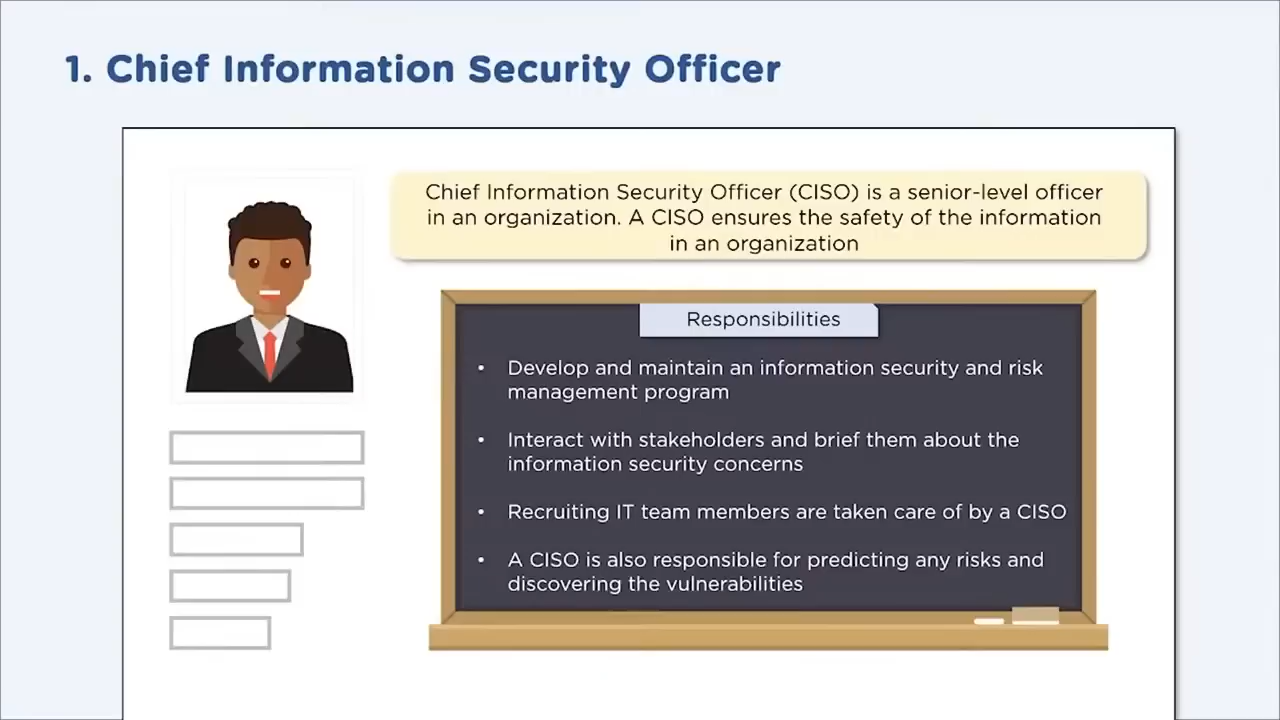 1. Chief Information Security Officer
Chief Information Security Officer (CISO) is a senior-level officer
in an organization. A CISO ensures the safety of the information
in an organization
Responsibilities
• Develop and maintain an information security and risk
management program
• Interact with stakeholders and brief them about the
information security concerns
• Recruiting IT team members are taken care of by a CISO
• A CISO is also responsible for predicting any risks and
discovering the vulnerabilities